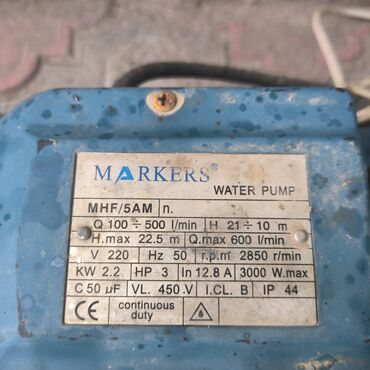 MARKERS®
WATER PUMP
MHF/5AM n.
Q 100÷500 l/min H 21÷10 m
H.max 22.5 m Q.max 600 l/min
V 220 Hz 50 r.p.m 2850 r/min
KW 2.2 HP 3 In 12.8 A 3000 W.max
C 50 µF VL. 450 V I.CL. B IP 44
CE continuous duty